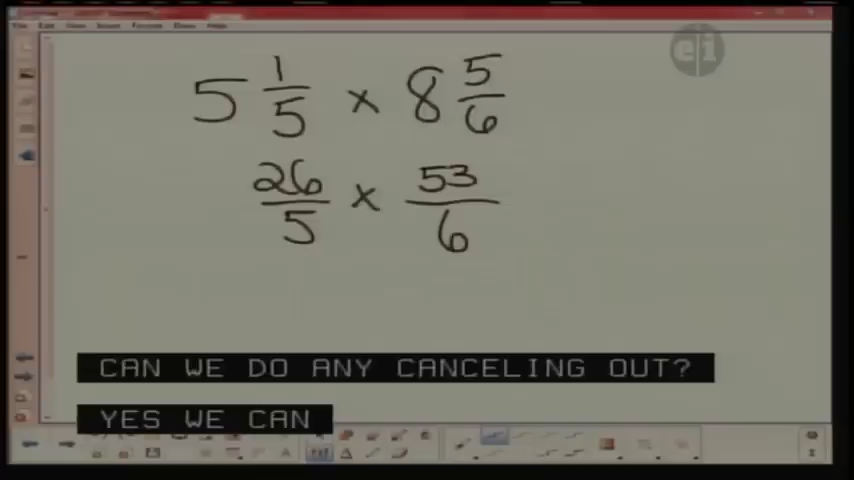 ei
5 1/5 × 8 5/6
26/5 × 53/6
CAN WE DO ANY CANCELING OUT?
YES WE CAN